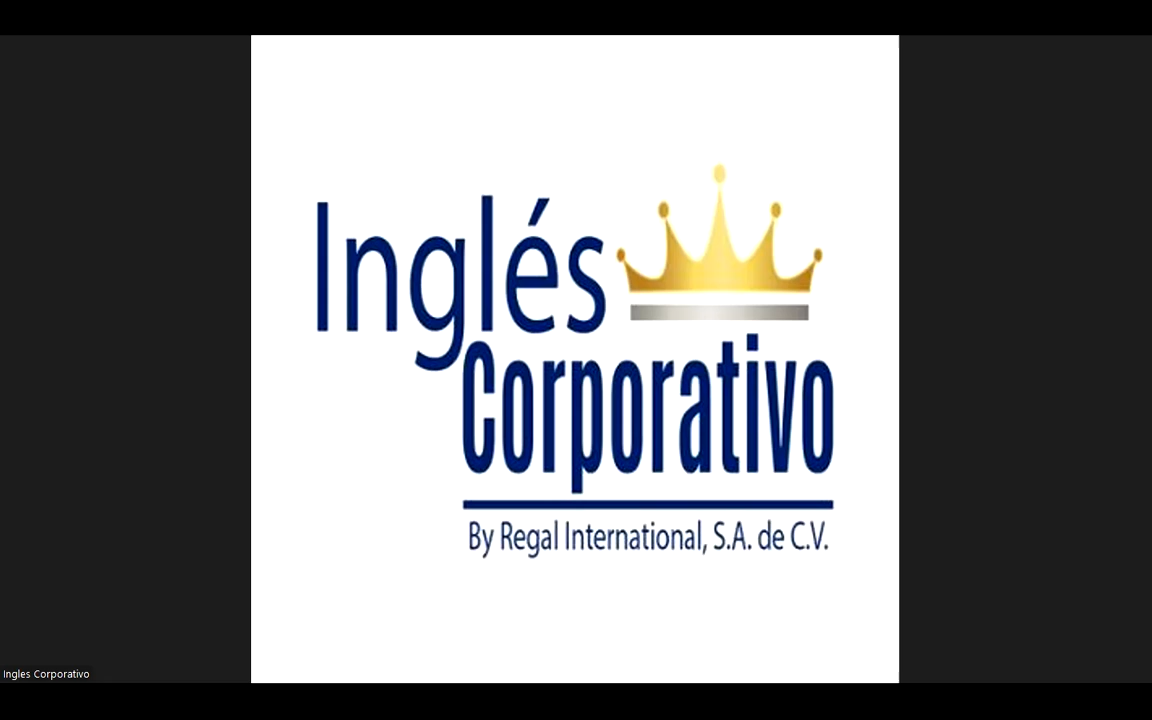 Inglés
Corporativo
By Regal International, S.A. de C.V.
Ingles Corporativo